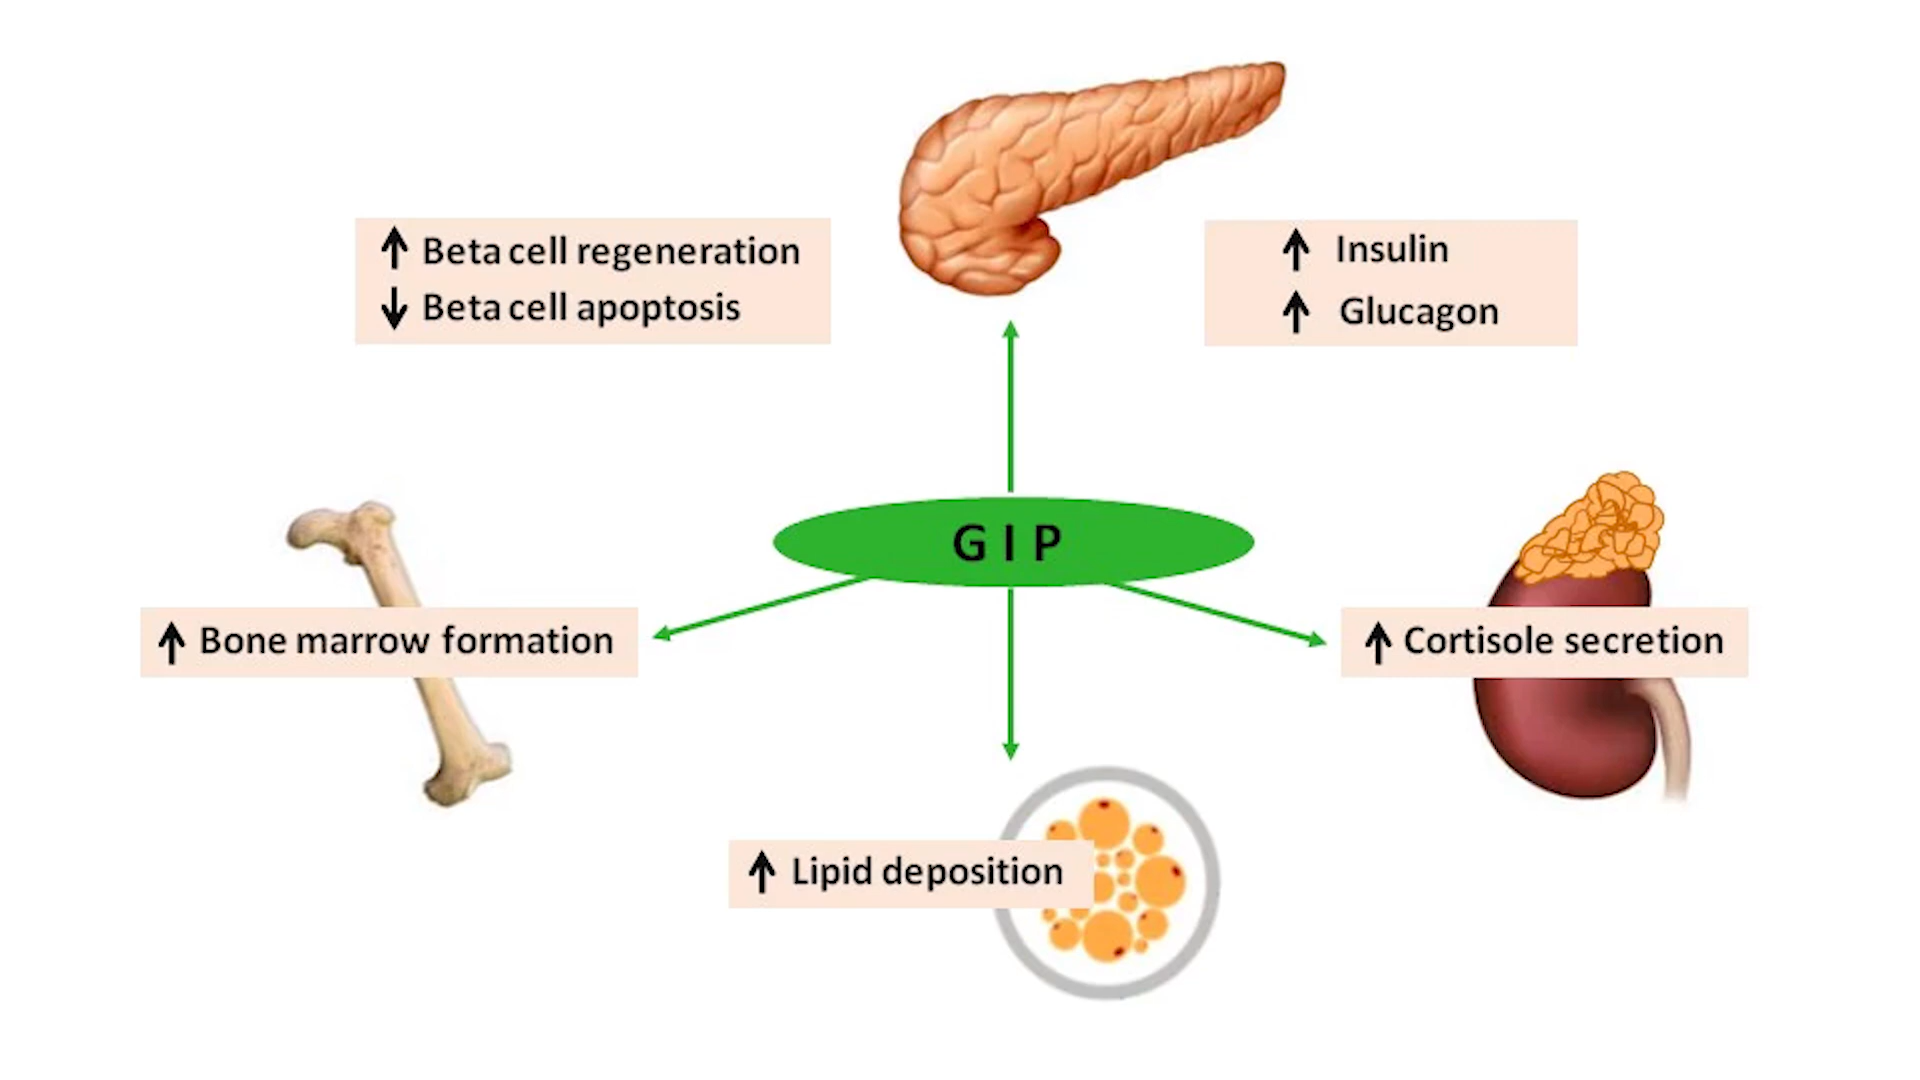 ↑ Beta cell regeneration
↓ Beta cell apoptosis
↑ Insulin
↑ Glucagon
G I P
↑ Bone marrow formation
↑ Cortisole secretion
↑ Lipid deposition